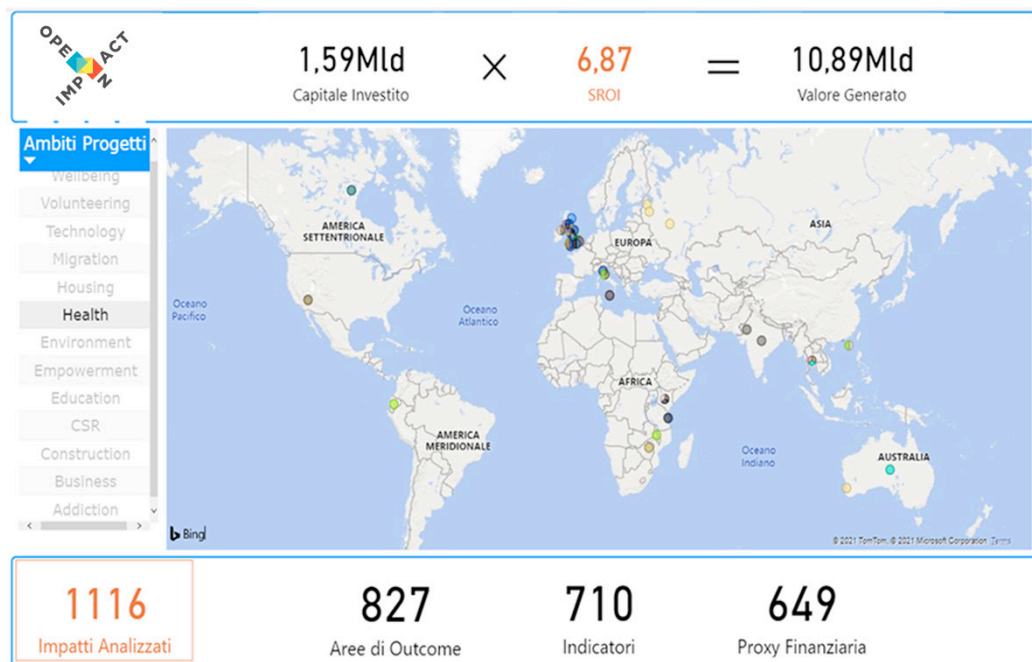 OPEN IMPACT
1,59Mld × 6,87 = 10,89Mld
Capitale Investito SROI Valore Generato
Ambiti Progetti
Wellbeing
Volunteering
Technology
Migration
Housing
Health
Environment
Empowerment
Education
CSR
Construction
Business
Addiction
AMERICA
SETTENTRIONALE
EUROPA
ASIA
Oceano
Pacifico
Oceano
Atlantico
AFRICA
AMERICA
MERIDIONALE
Oceano
Indiano
AUSTRALIA
Bing
© 2021 TomTom, © 2021 Microsoft Corporation Terms
1116 827 710 649
Impatti Analizzati Aree di Outcome Indicatori Proxy Finanziaria